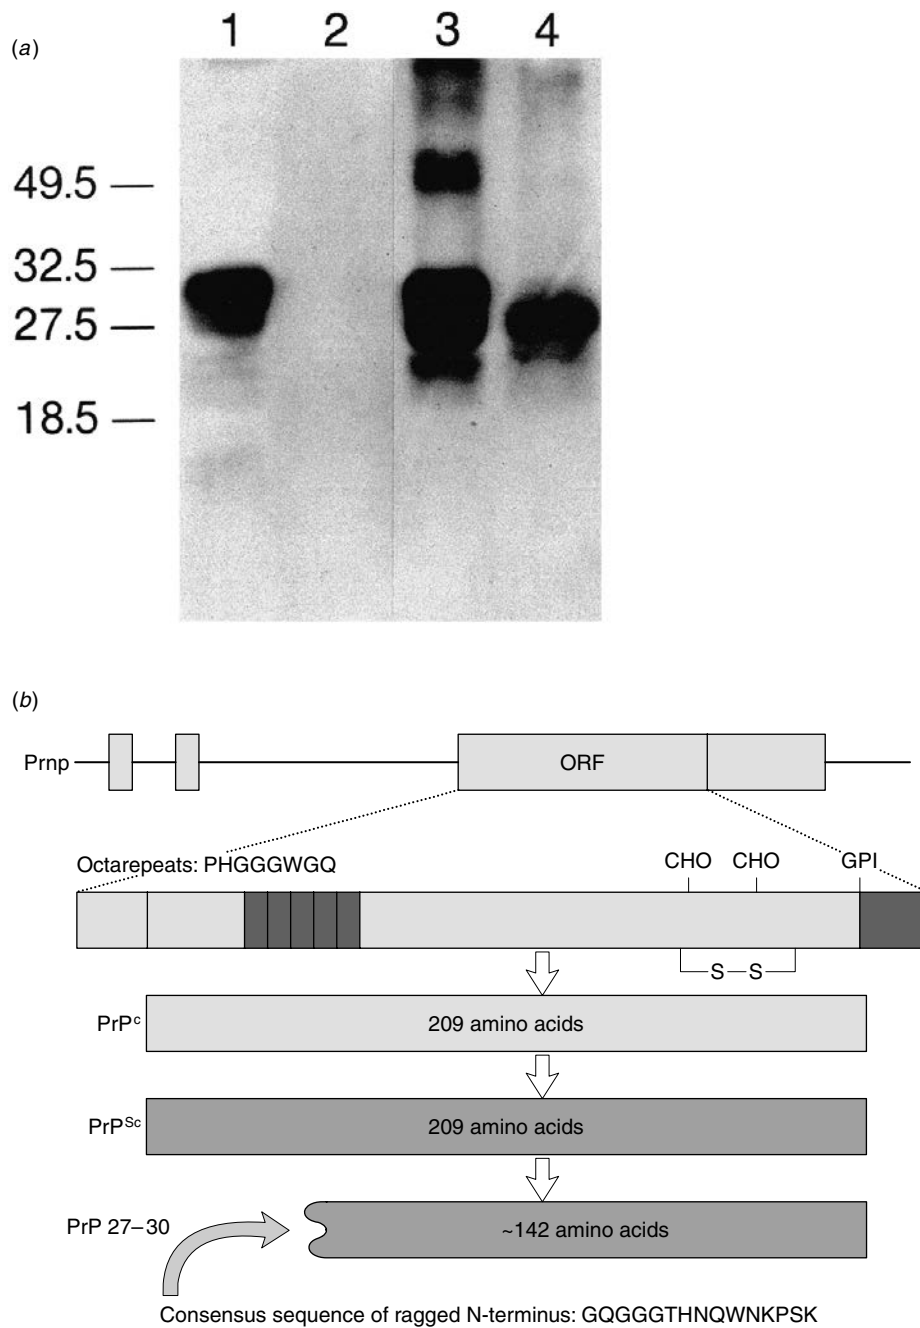 (a)
1 2 3 4
49.5
32.5
27.5
18.5
(b)
Prnp
ORF
Octarepeats: PHGGGWGQ
CHO CHO GPI
S S
PrPᶜ
209 amino acids
PrPSc
209 amino acids
PrP 27–30
~142 amino acids
Consensus sequence of ragged N-terminus: GQGGGTHNQWNKPSK